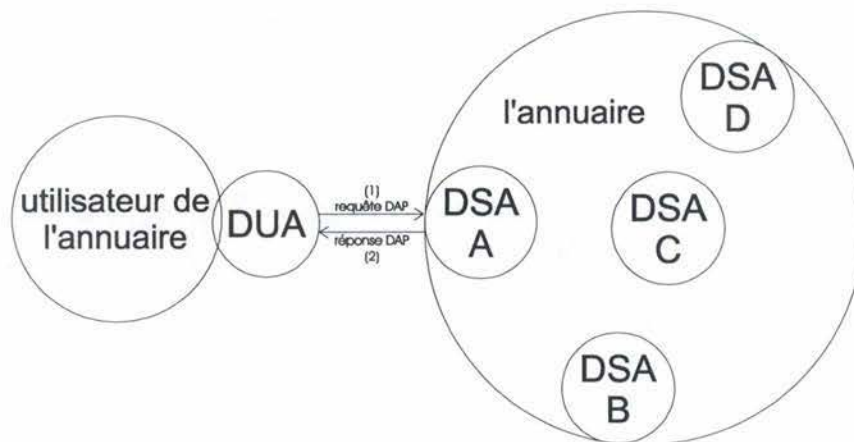 utilisateur de
l'annuaire
DUA
(1)
requête DAP
réponse DAP
(2)
l'annuaire
DSA
A
DSA
B
DSA
C
DSA
D